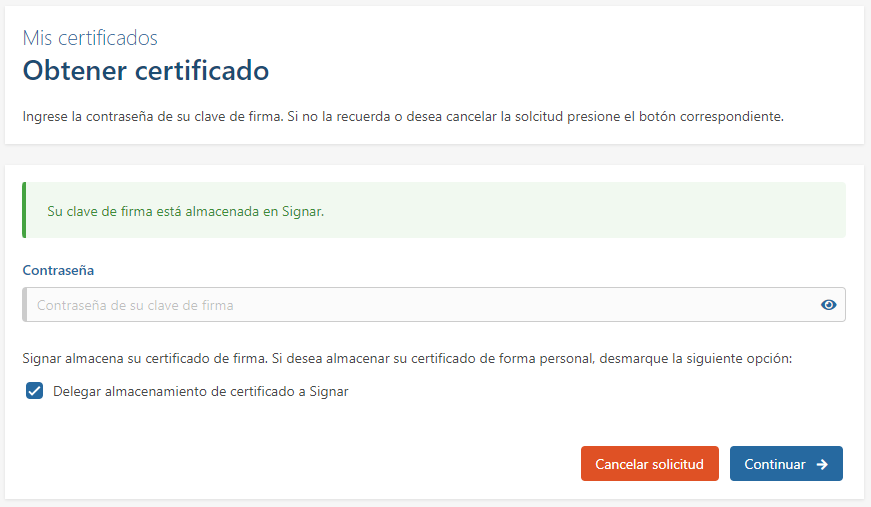 Mis certificados
Obtener certificado
Ingrese la contraseña de su clave de firma. Si no la recuerda o desea cancelar la solcitud presione el botón correspondiente.
Su clave de firma está almacenada en Signar.
Contraseña
Contraseña de su clave de firma
Signar almacena su certificado de firma. Si desea almacenar su certificado de forma personal, desmarque la siguiente opción:
Delegar almacenamiento de certificado a Signar
Cancelar solicitud
Continuar